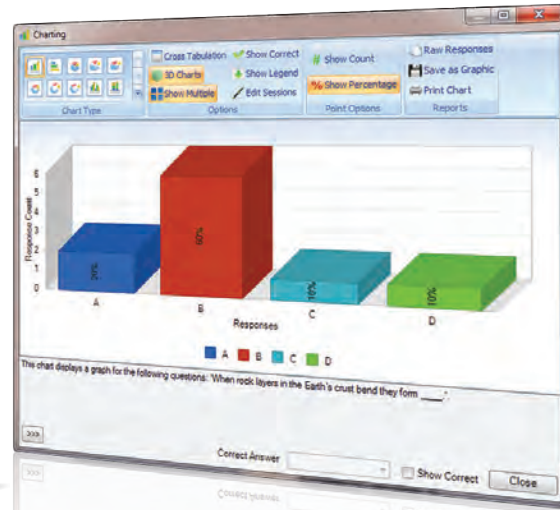 Charting
Cross Tabulation
Show Correct
3D Charts
Show Legend
Show Multiple
Edit Sessions
Options
Chart Type
# Show Count
% Show Percentage
Point Options
Raw Responses
Save as Graphic
Print Chart
Reports
Response Count
6
5
4
3
2
1
0
20%
60%
10%
10%
A
B
C
D
Responses
A B C D
This chart displays a graph for the following questions: 'When rock layers in the Earth's crust bend they form ____'.
>>>
Correct Answer
Show Correct
Close